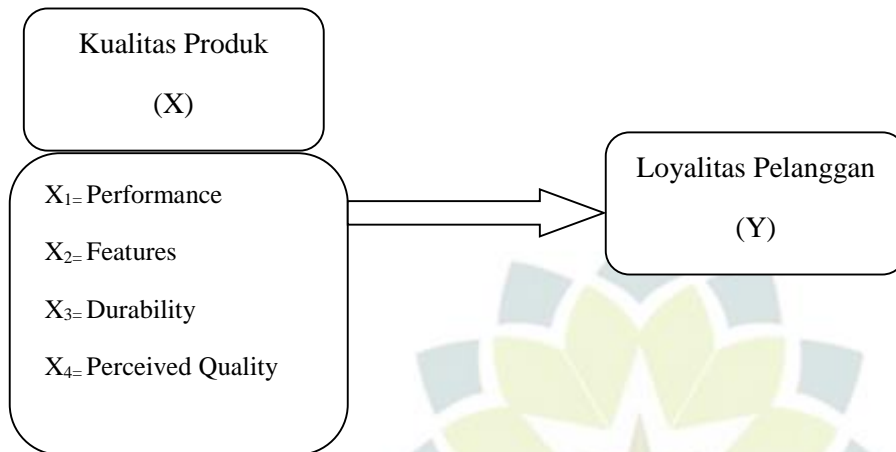 Kualitas Produk
(X)
X₁₌ Performance
X₂₌ Features
X₃₌ Durability
X₄₌ Perceived Quality
Loyalitas Pelanggan
(Y)